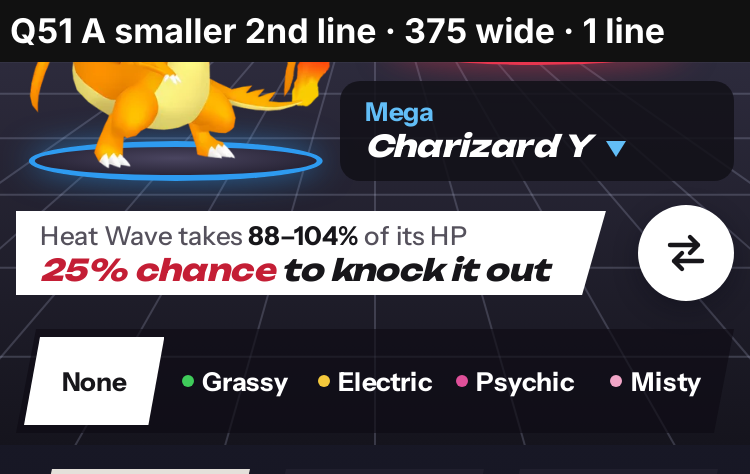 Q51 A smaller 2nd line · 375 wide · 1 line
Mega
Charizard Y ▼
Heat Wave takes 88–104% of its HP
25% chance to knock it out
None
Grassy
Electric
Psychic
Misty